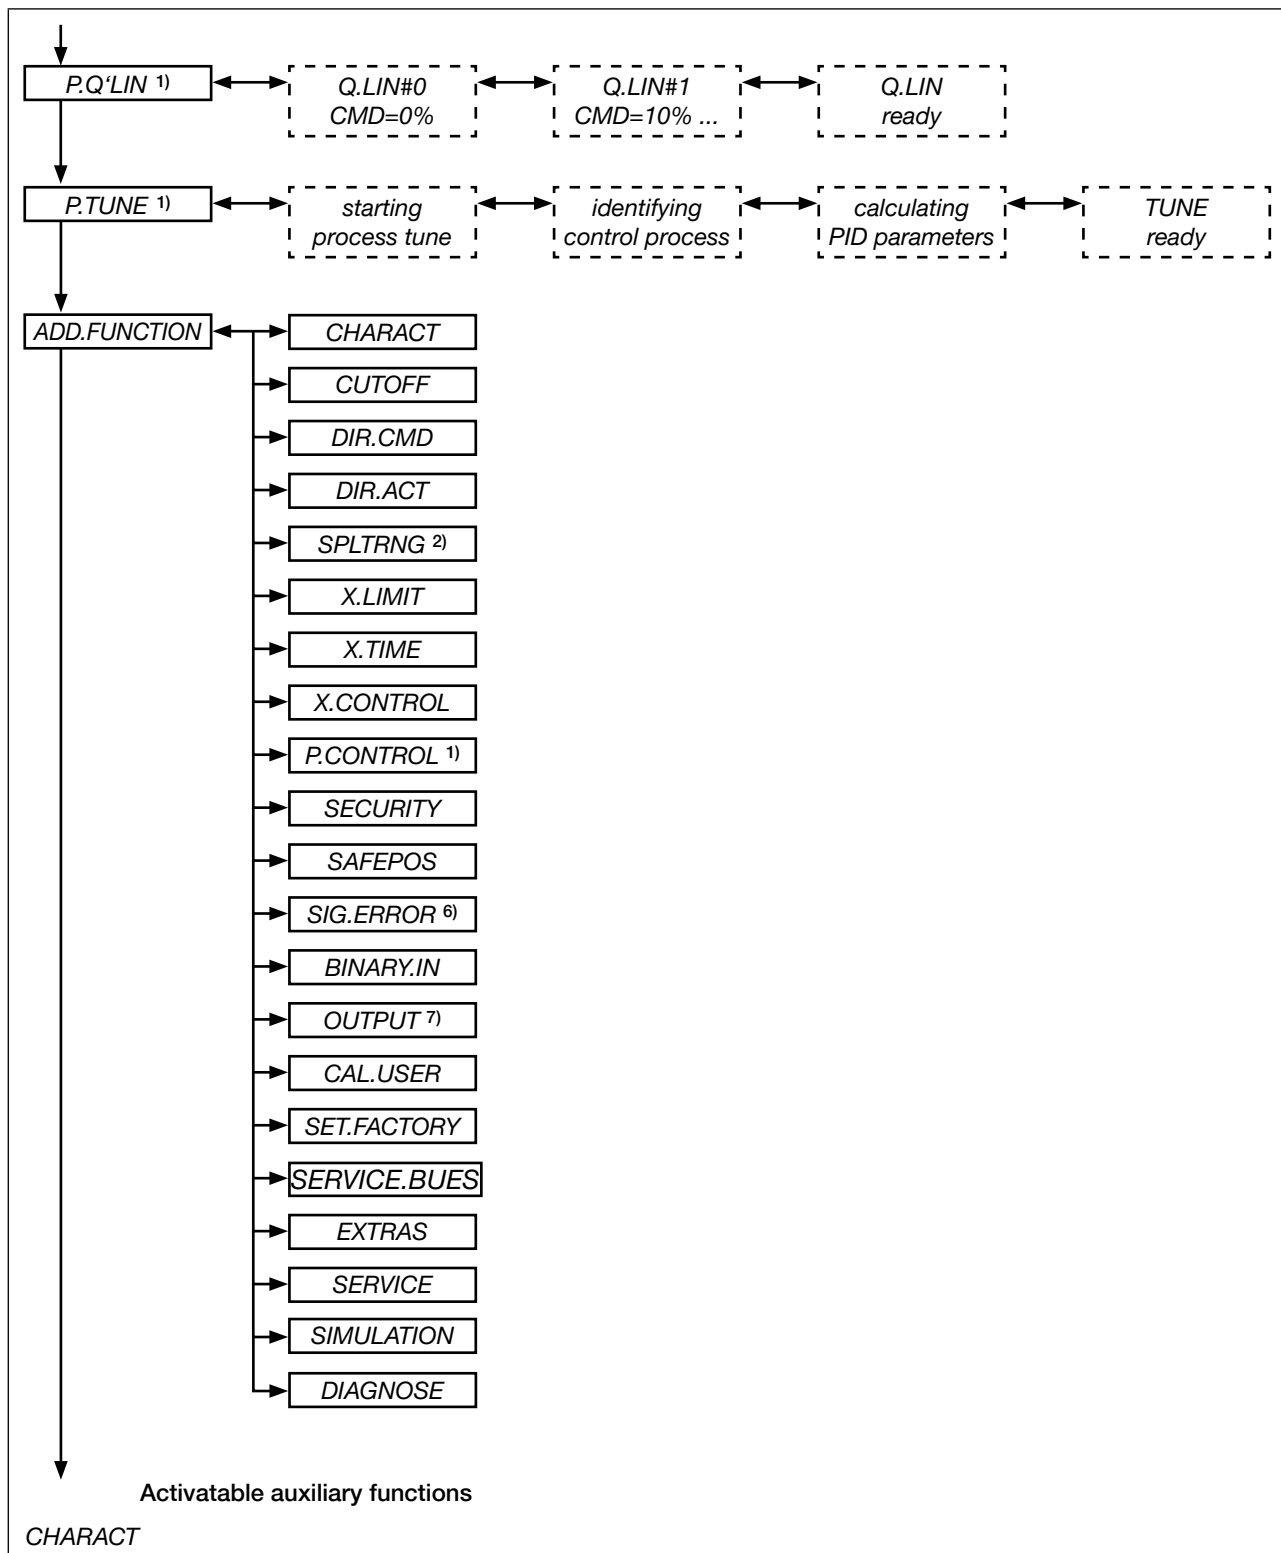 P.Q‘LIN 1)
Q.LIN#0
CMD=0%
Q.LIN#1
CMD=10% ...
Q.LIN
ready
P.TUNE 1)
starting
process tune
identifying
control process
calculating
PID parameters
TUNE
ready
ADD.FUNCTION
CHARACT
CUTOFF
DIR.CMD
DIR.ACT
SPLTRNG 2)
X.LIMIT
X.TIME
X.CONTROL
P.CONTROL 1)
SECURITY
SAFEPOS
SIG.ERROR 6)
BINARY.IN
OUTPUT 7)
CAL.USER
SET.FACTORY
SERVICE.BUES
EXTRAS
SERVICE
SIMULATION
DIAGNOSE
Activatable auxiliary functions
CHARACT